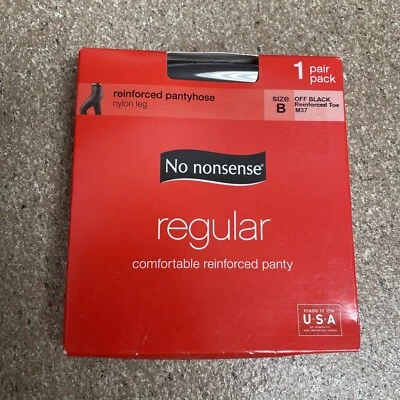 1 pair pack
reinforced pantyhose
nylon leg
size
B
OFF BLACK
Reinforced Toe
M37
No nonsense®
regular
comfortable reinforced panty
made in the
U·S·A